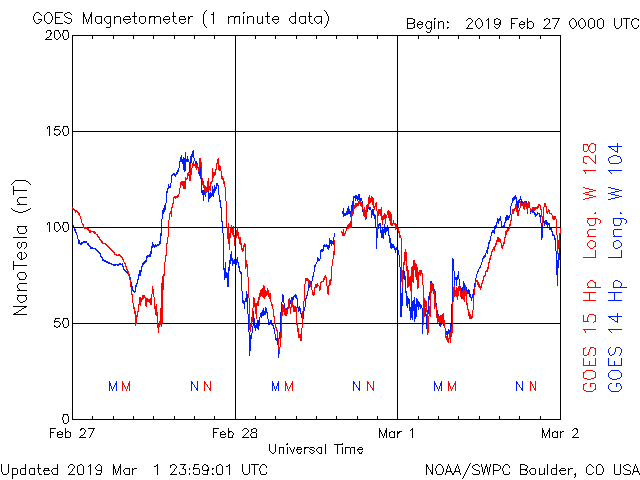 GOES Magnetometer (1 minute data)
Begin: 2019 Feb 27 0000 UTC
200
150
100
50
0
NanoTesla (nT)
M M N N M M N N M M N N
Feb 27 Feb 28 Mar 1 Mar 2
Universal Time
GOES 15 Hp Long. W 128
GOES 14 Hp Long. W 104
Updated 2019 Mar 1 23:59:01 UTC
NOAA/SWPC Boulder, CO USA